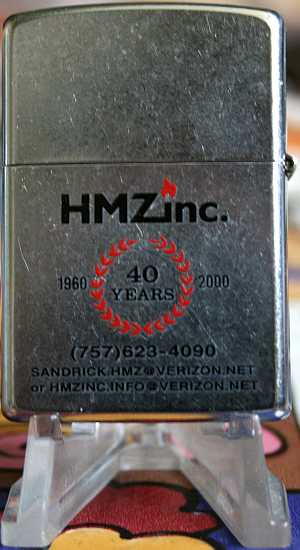 HMZinc.
1960 40 2000
YEARS
(757)623-4090
SANDRICK.HMZ@VERIZON.NET
or HMZINC.INFO@VERIZON.NET